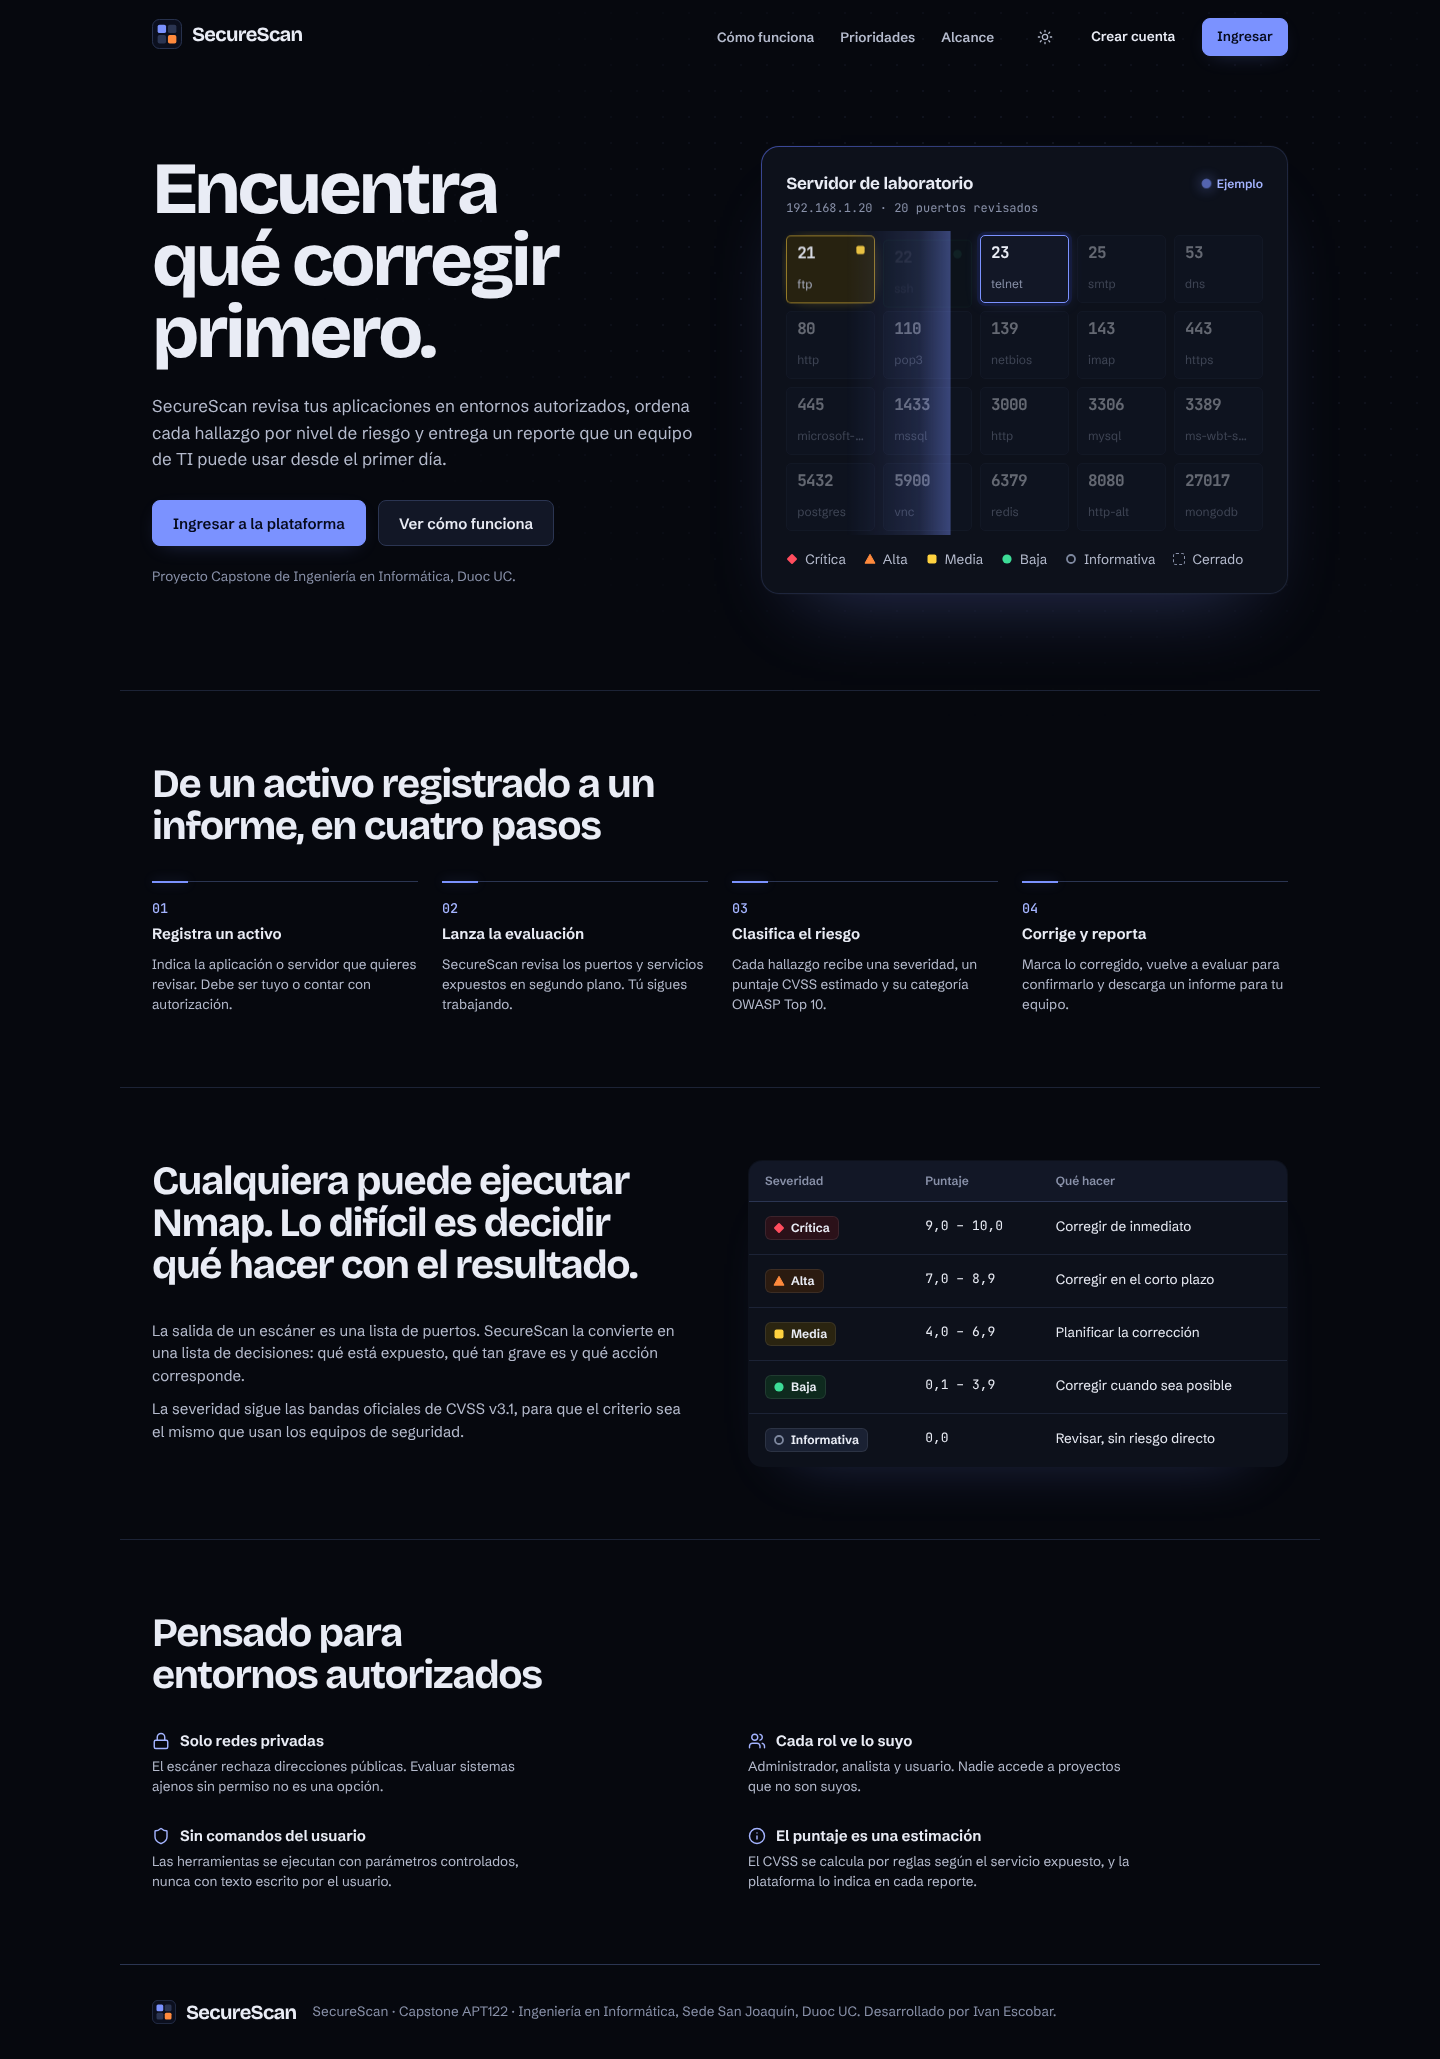 SecureScan
Cómo funciona
Prioridades
Alcance
Crear cuenta
Ingresar
Encuentra
qué corregir
primero.
SecureScan revisa tus aplicaciones en entornos autorizados, ordena
cada hallazgo por nivel de riesgo y entrega un reporte que un equipo
de TI puede usar desde el primer día.
Ingresar a la plataforma
Ver cómo funciona
Proyecto Capstone de Ingeniería en Informática, Duoc UC.
Servidor de laboratorio
Ejemplo
192.168.1.20 · 20 puertos revisados
21
ftp
22
ssh
23
telnet
25
smtp
53
dns
80
http
110
pop3
139
netbios
143
imap
443
https
445
microsoft-…
1433
mssql
3000
http
3306
mysql
3389
ms-wbt-s…
5432
postgres
5900
vnc
6379
redis
8080
http-alt
27017
mongodb
Crítica
Alta
Media
Baja
Informativa
Cerrado
De un activo registrado a un
informe, en cuatro pasos
01
Registra un activo
Indica la aplicación o servidor que quieres
revisar. Debe ser tuyo o contar con
autorización.
02
Lanza la evaluación
SecureScan revisa los puertos y servicios
expuestos en segundo plano. Tú sigues
trabajando.
03
Clasifica el riesgo
Cada hallazgo recibe una severidad, un
puntaje CVSS estimado y su categoría
OWASP Top 10.
04
Corrige y reporta
Marca lo corregido, vuelve a evaluar para
confirmarlo y descarga un informe para tu
equipo.
Cualquiera puede ejecutar
Nmap. Lo difícil es decidir
qué hacer con el resultado.
La salida de un escáner es una lista de puertos. SecureScan la convierte en
una lista de decisiones: qué está expuesto, qué tan grave es y qué acción
corresponde.
La severidad sigue las bandas oficiales de CVSS v3.1, para que el criterio sea
el mismo que usan los equipos de seguridad.
Severidad Puntaje Qué hacer
Crítica 9,0 – 10,0 Corregir de inmediato
Alta 7,0 – 8,9 Corregir en el corto plazo
Media 4,0 – 6,9 Planificar la corrección
Baja 0,1 – 3,9 Corregir cuando sea posible
Informativa 0,0 Revisar, sin riesgo directo
Pensado para
entornos autorizados
Solo redes privadas
El escáner rechaza direcciones públicas. Evaluar sistemas
ajenos sin permiso no es una opción.
Cada rol ve lo suyo
Administrador, analista y usuario. Nadie accede a proyectos
que no son suyos.
Sin comandos del usuario
Las herramientas se ejecutan con parámetros controlados,
nunca con texto escrito por el usuario.
El puntaje es una estimación
El CVSS se calcula por reglas según el servicio expuesto, y la
plataforma lo indica en cada reporte.
SecureScan
SecureScan · Capstone APT122 · Ingeniería en Informática, Sede San Joaquín, Duoc UC. Desarrollado por Ivan Escobar.